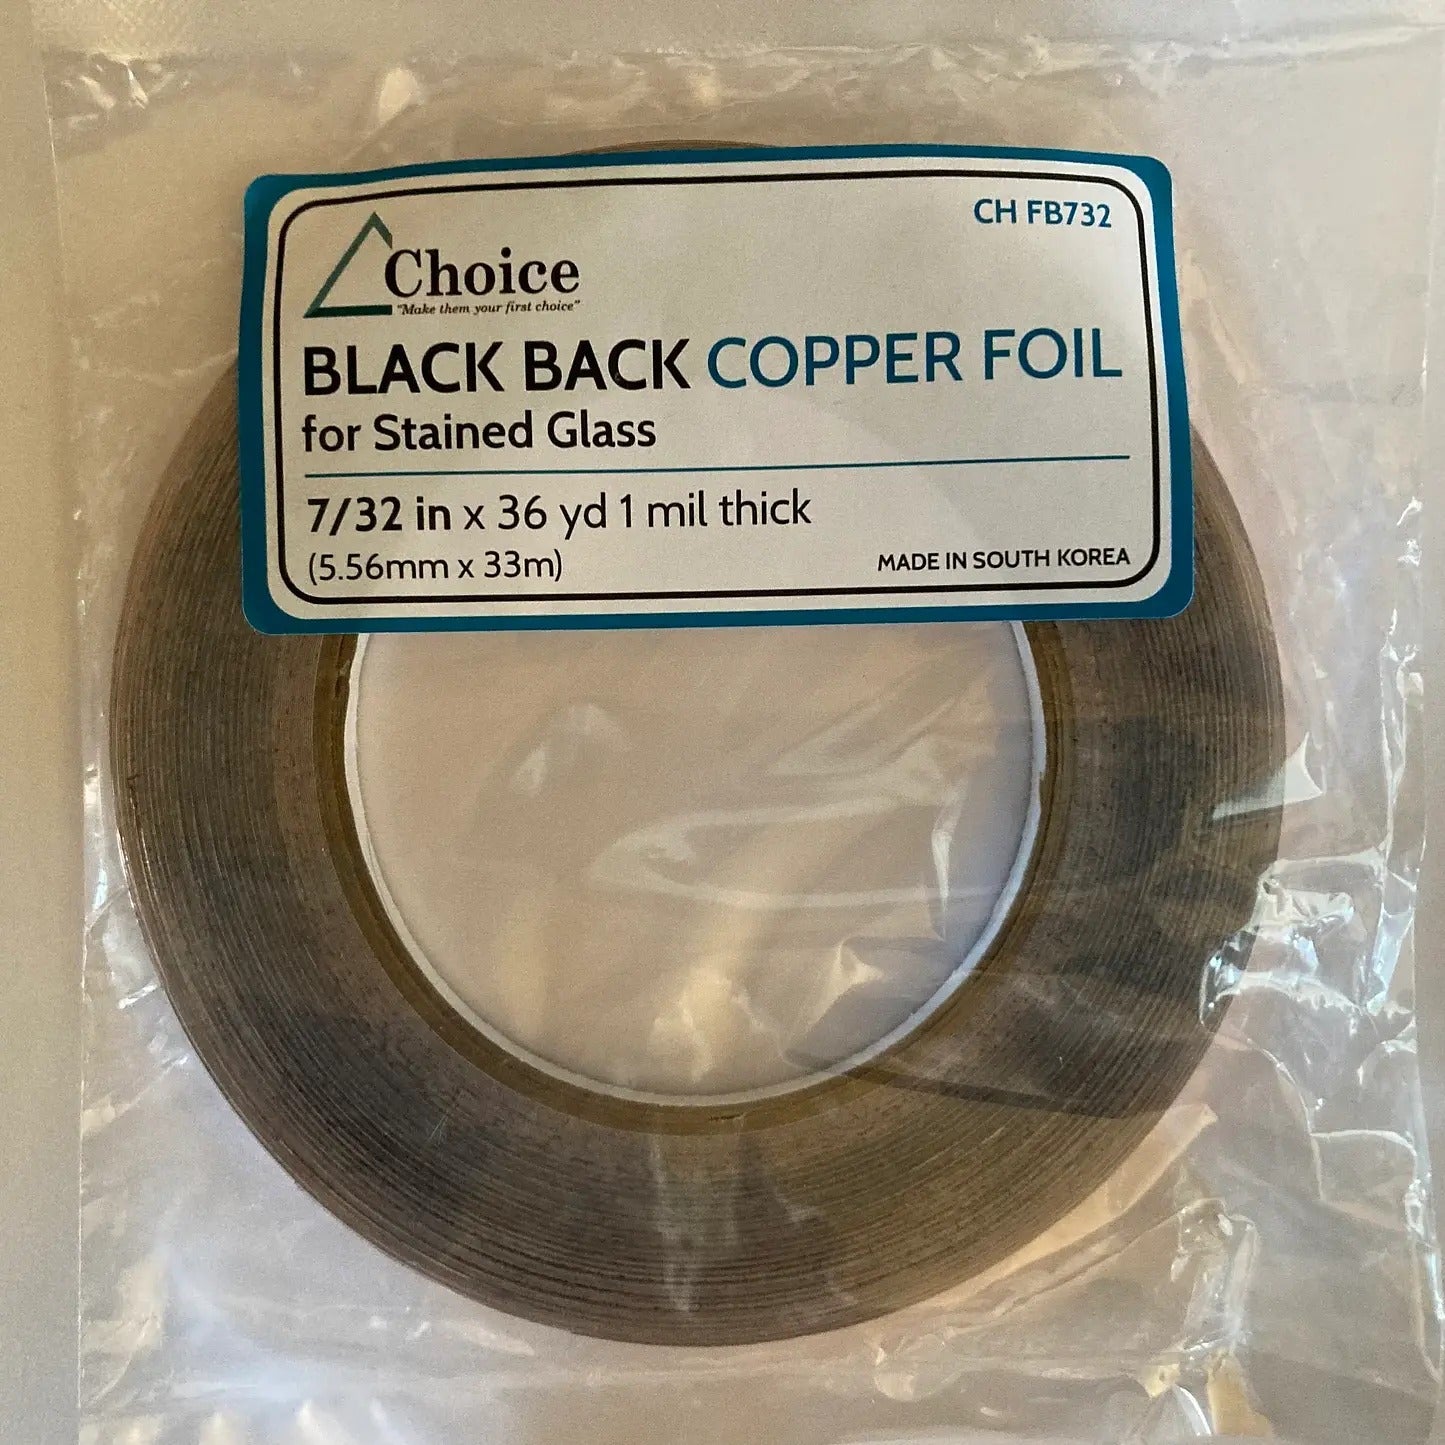 CH FB732
Choice
"Make them your first choice"
BLACK BACK COPPER FOIL
for Stained Glass
7/32 in x 36 yd 1 mil thick
(5.56mm x 33m)
MADE IN SOUTH KOREA